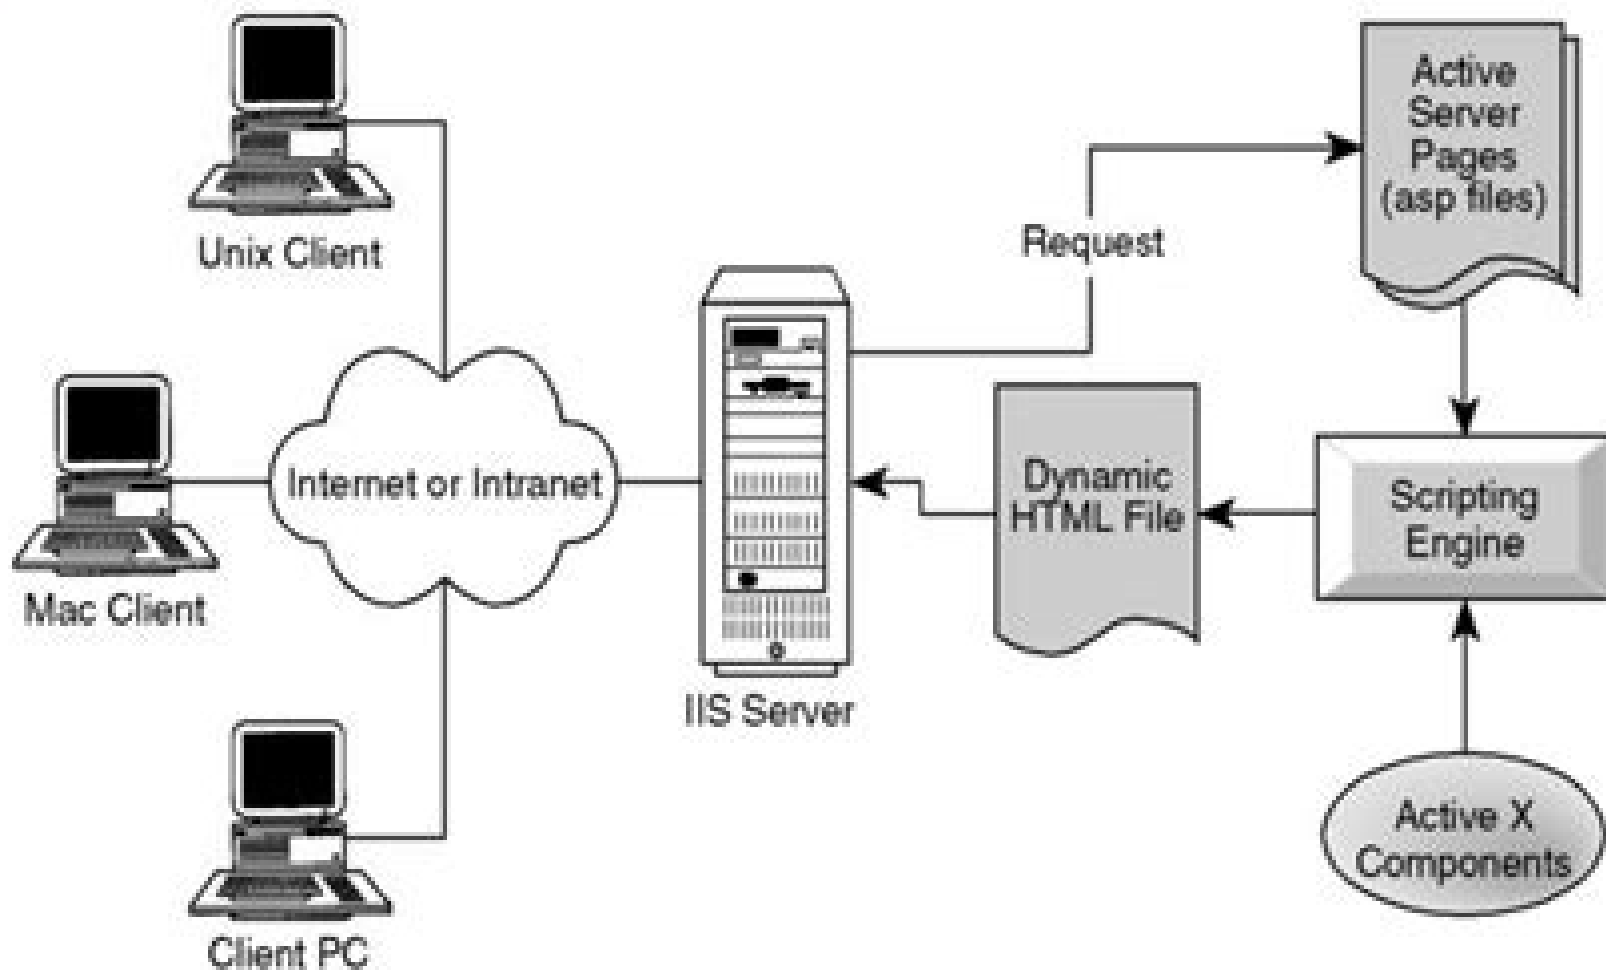 Unix Client
Active
Server
Pages
(asp files)
Request
Internet or Intranet
Mac Client
IIS Server
Dynamic
HTML File
Scripting
Engine
Active X
Components
Client PC